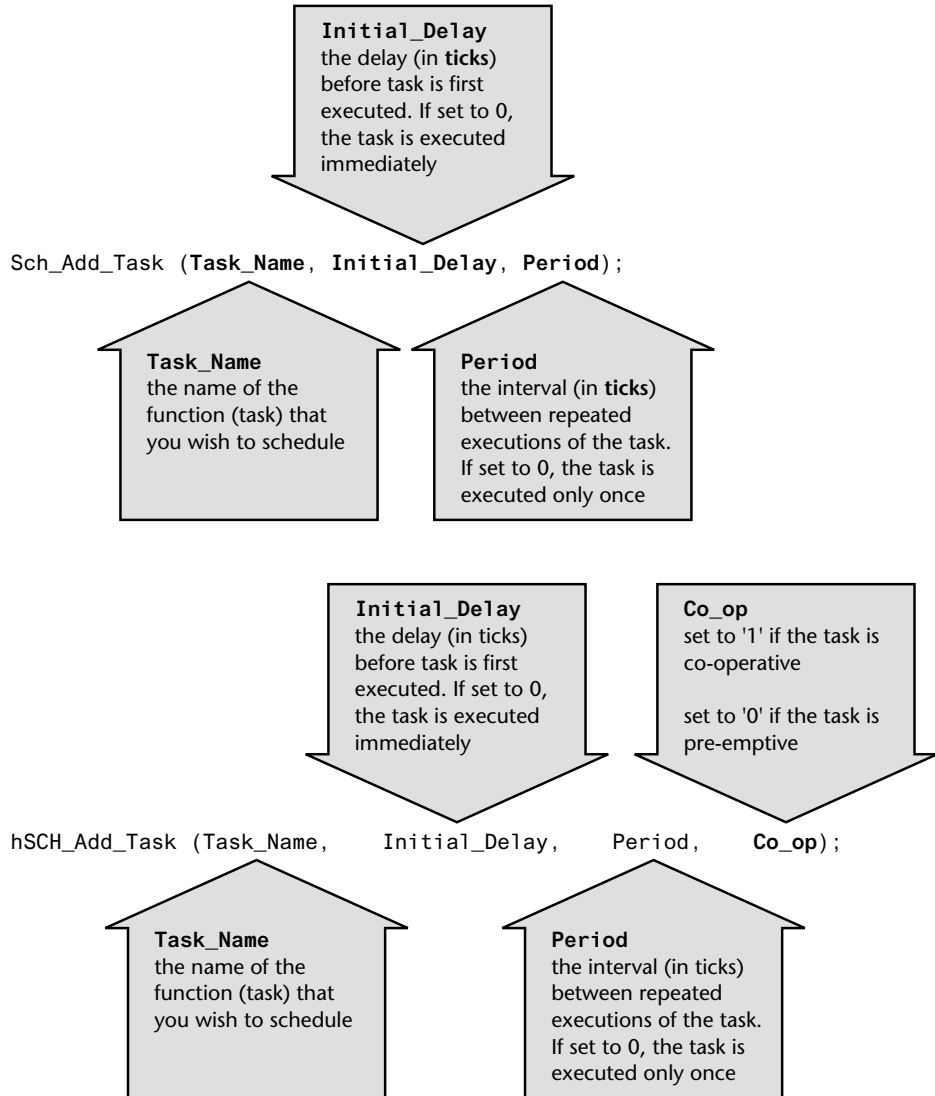 Initial_Delay
the delay (in ticks)
before task is first
executed. If set to 0,
the task is executed
immediately
Sch_Add_Task (Task_Name, Initial_Delay, Period);
Task_Name
the name of the
function (task) that
you wish to schedule
Period
the interval (in ticks)
between repeated
executions of the task.
If set to 0, the task is
executed only once
Initial_Delay
the delay (in ticks)
before task is first
executed. If set to 0,
the task is executed
immediately
Co_op
set to '1' if the task is
co-operative
set to '0' if the task is
pre-emptive
hSCH_Add_Task (Task_Name, Initial_Delay, Period, Co_op);
Task_Name
the name of the
function (task) that
you wish to schedule
Period
the interval (in ticks)
between repeated
executions of the task.
If set to 0, the task is
executed only once